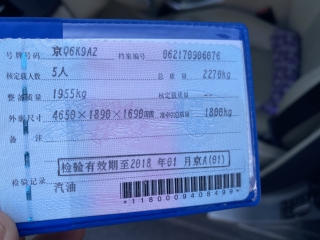 号牌号码 京Q6K9A2 档案编号 062170906076
核定载人数 5人 总质量 2270kg
整备质量 1955kg 核定载质量
外廓尺寸 4650×1890×1690mm 准牵引总质量 1800kg
备注
检验有效期至2018年01月京A(01)
检验记录
汽油
*1160009408499*